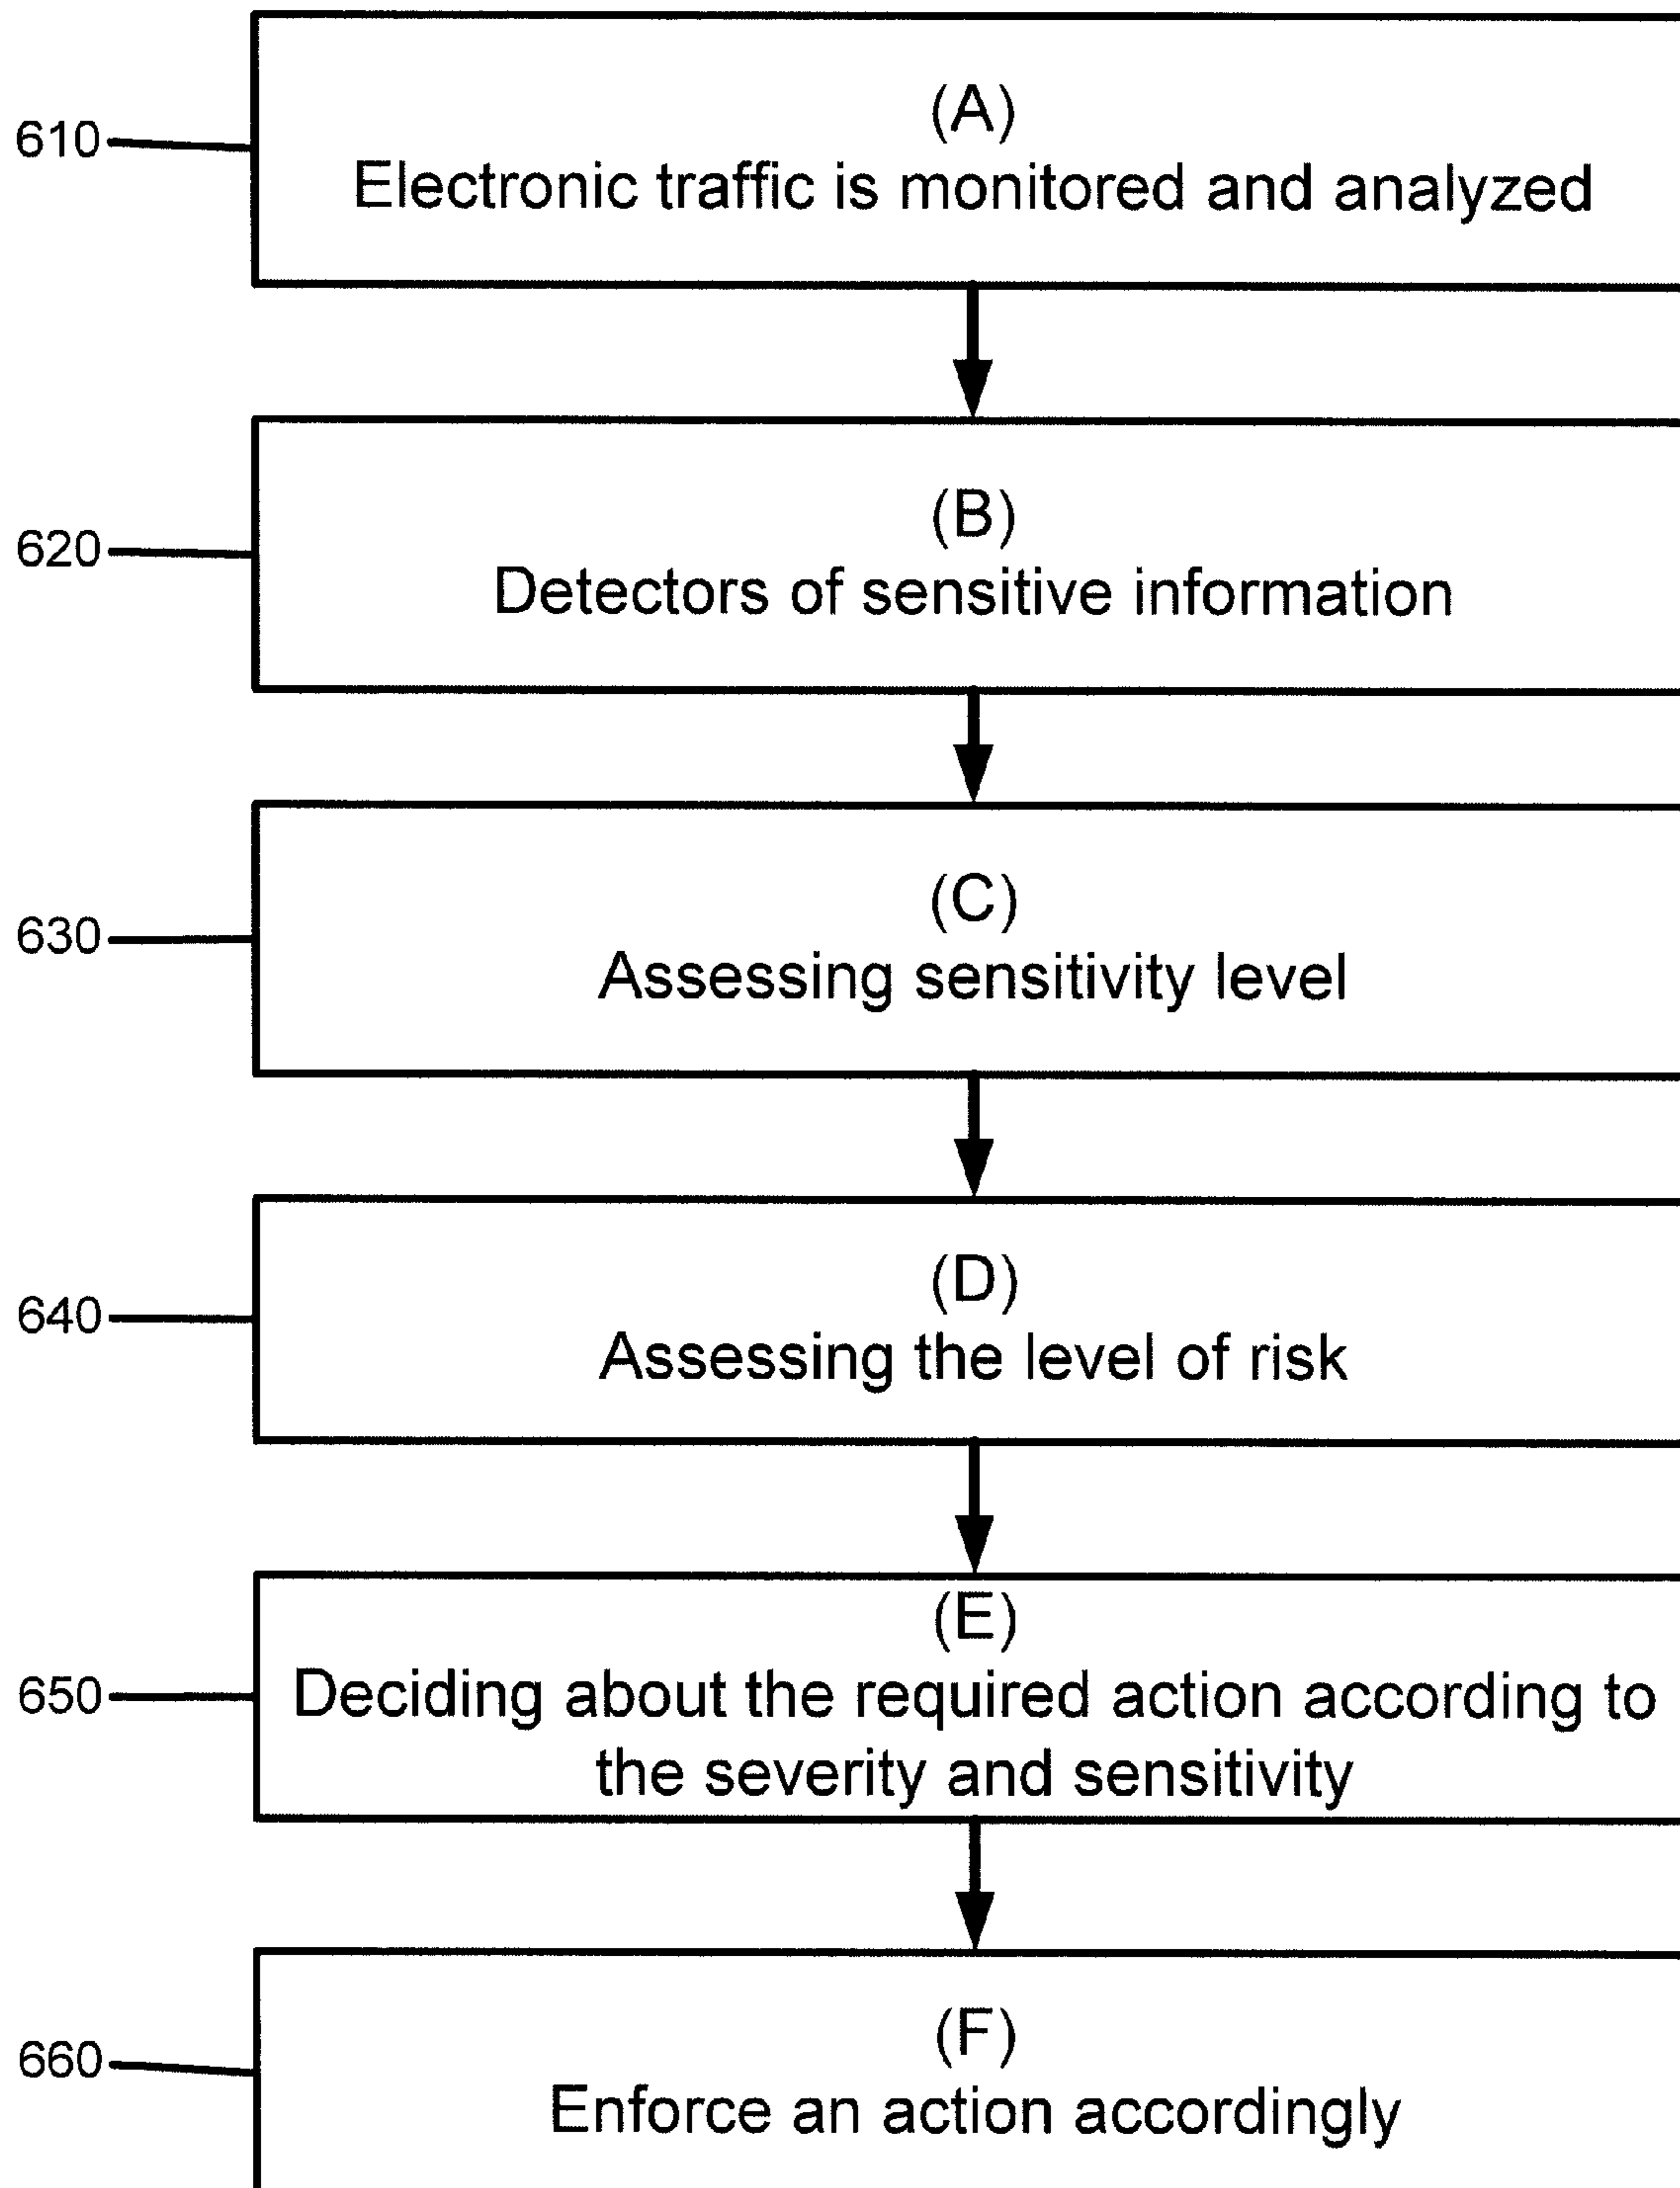 610
(A)
Electronic traffic is monitored and analyzed
620
(B)
Detectors of sensitive information
630
(C)
Assessing sensitivity level
640
(D)
Assessing the level of risk
650
(E)
Deciding about the required action according to
the severity and sensitivity
660
(F)
Enforce an action accordingly